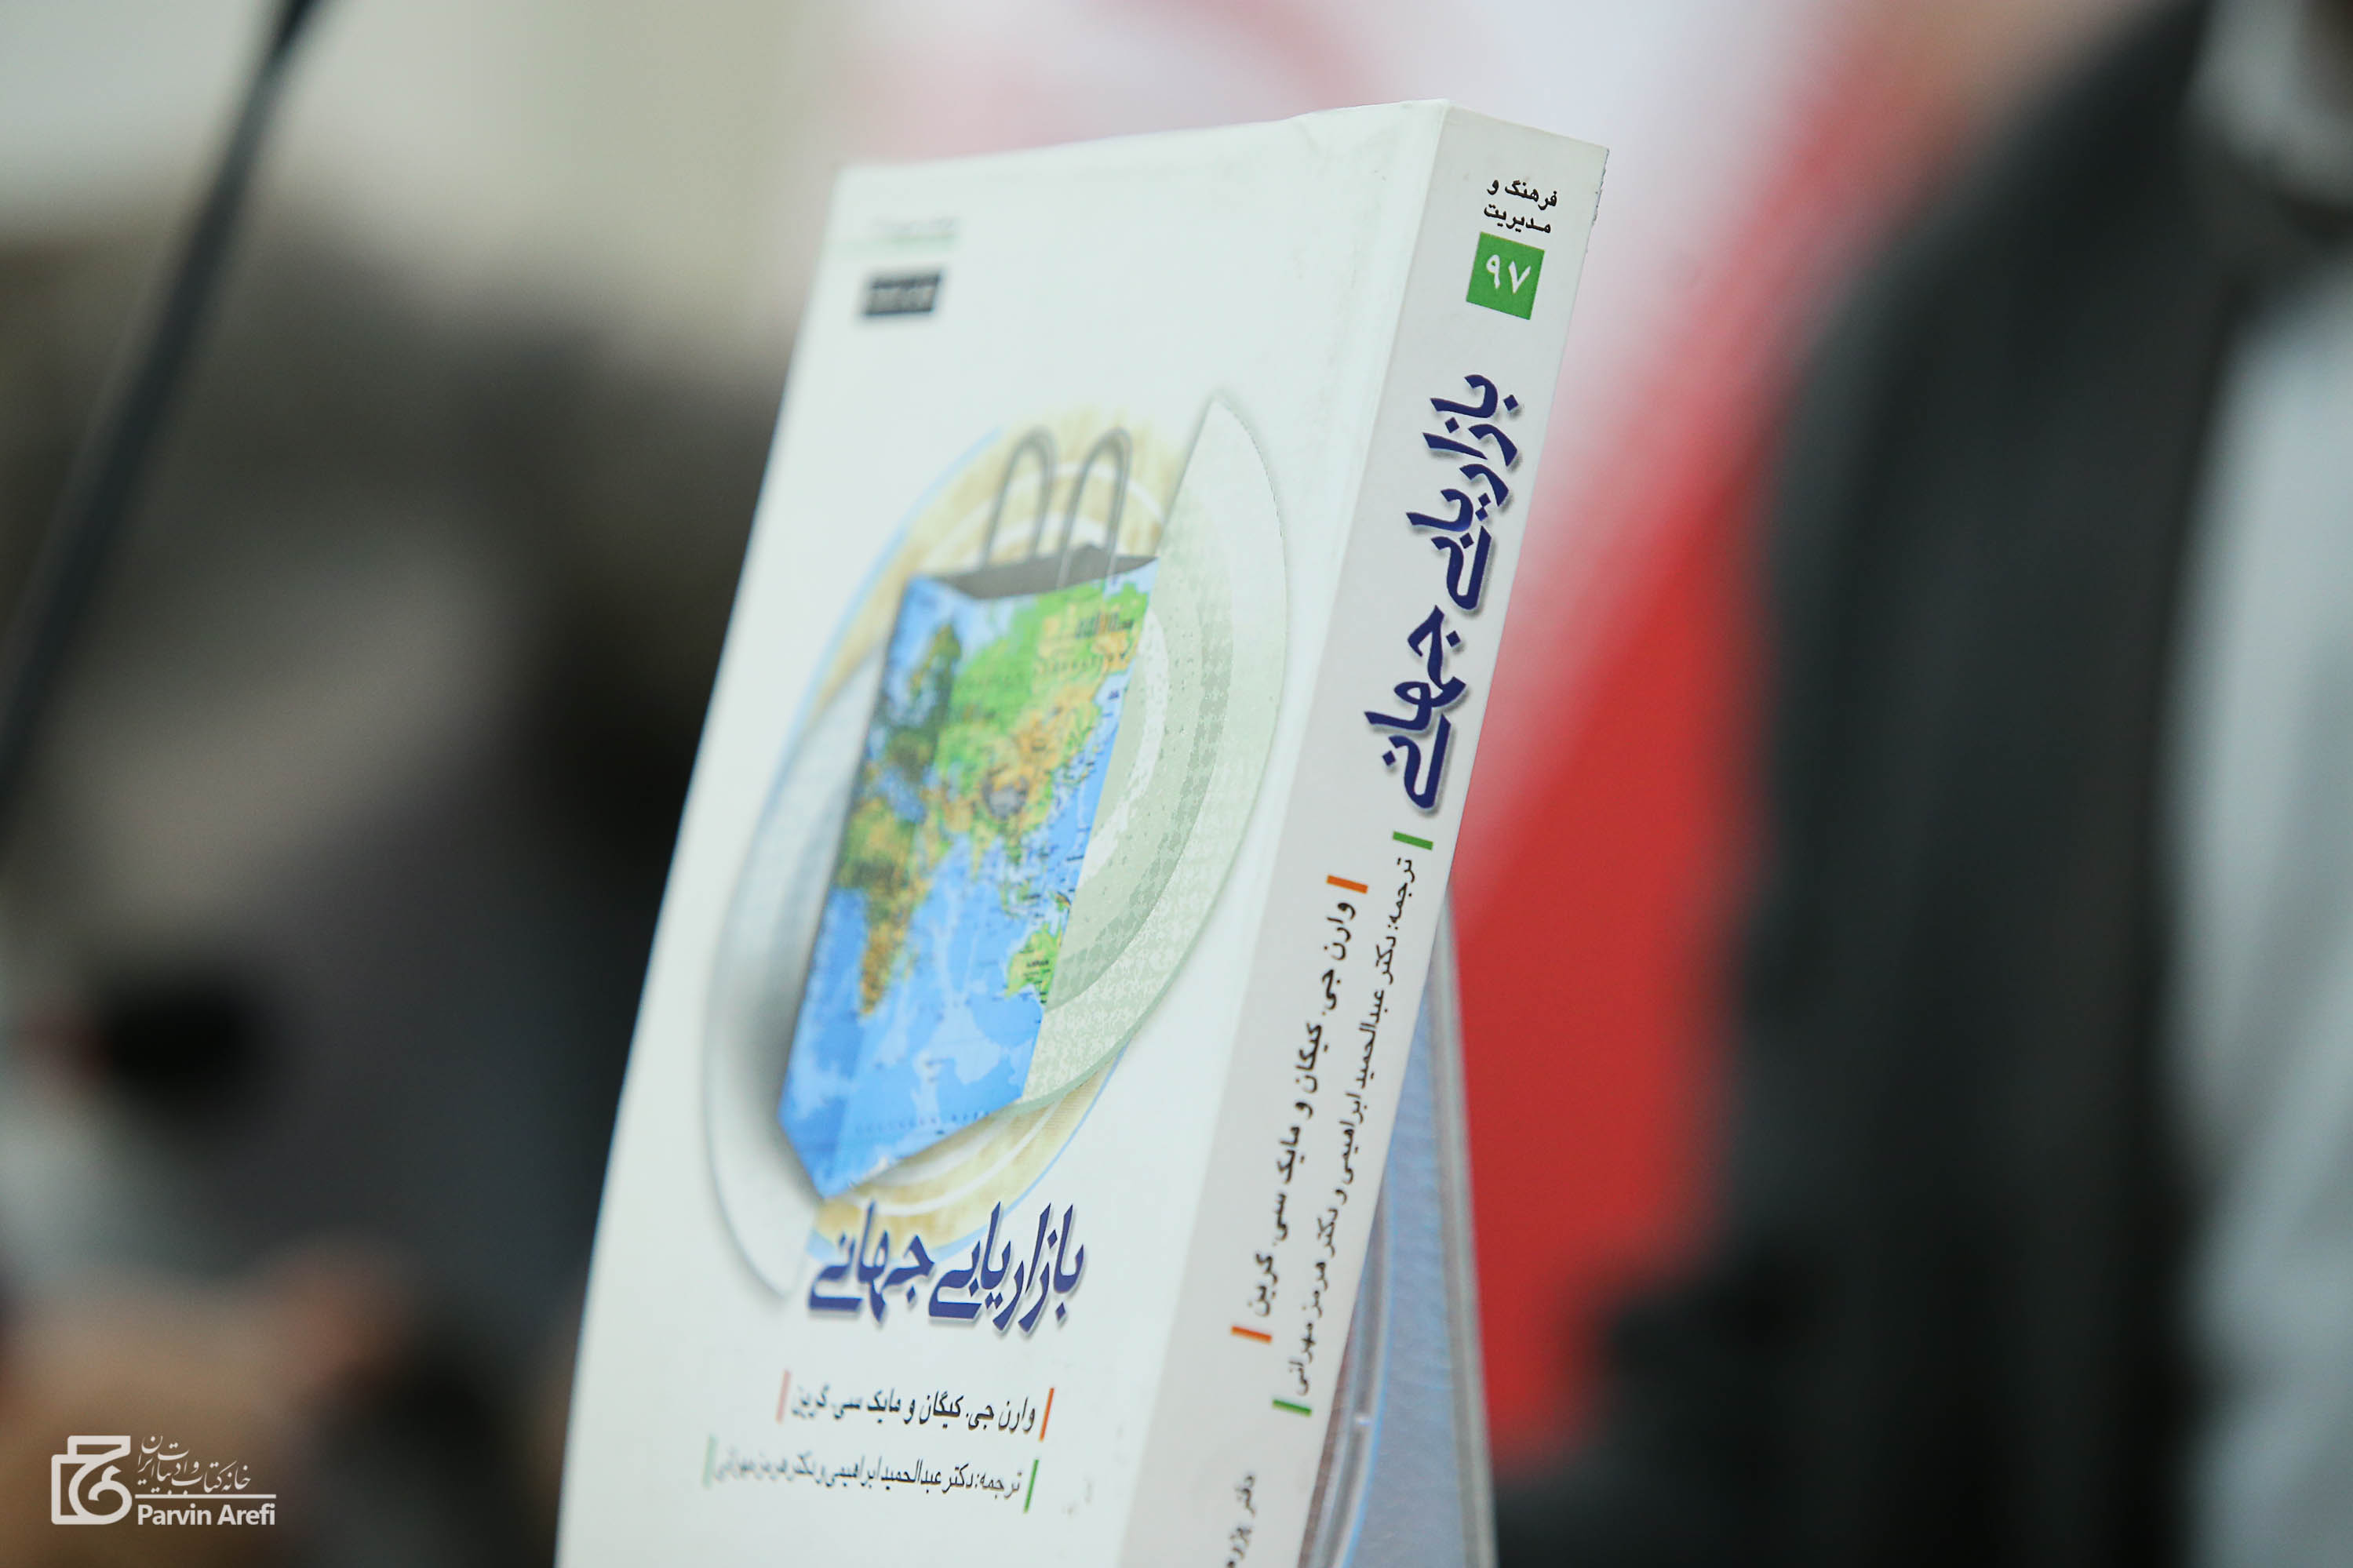 فرهنگ و
مدیریت
۹۷
بازاریابی جهانی
وارن جی. کیگان و مایک سی. گرین
ترجمه: دکتر عبدالحمید ابراهیمی و دکتر هرمز مهرانی
دفتر پژوه
بازاریابی جهانی
وارن جی. کیگان و مایک سی. گرین
ترجمه: دکتر عبدالحمید ابراهیمی و دکتر هرمز مهرانی
خانه کتاب و ادبیات ایران
Parvin Arefi